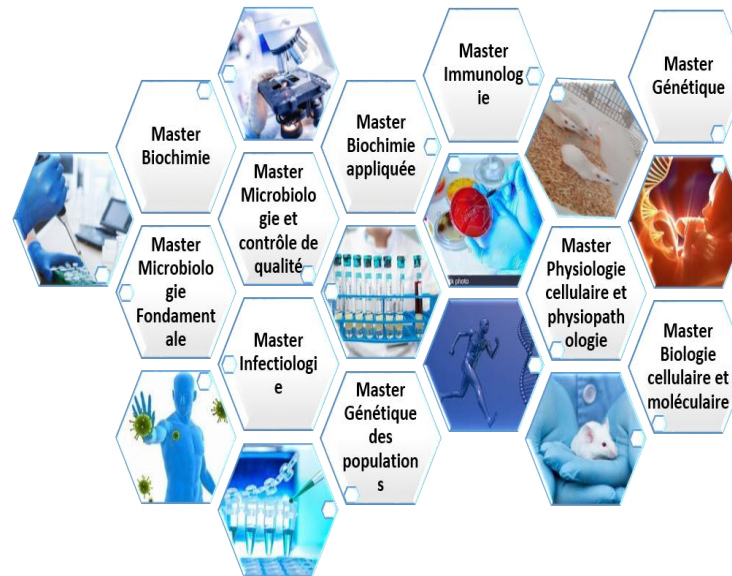 Master
Biochimie
Master
Microbiolo
gie
Fondament
ale
Master
Microbiolo
gie et
contrôle de
qualité
Master
Infectiologi
e
Master
Biochimie
appliquée
Master
Génétique
des
population
s
Master
Immunolog
ie
k photo
Master
Physiologie
cellulaire et
physiopath
ologie
Master
Génétique
Master
Biologie
cellulaire et
moléculaire